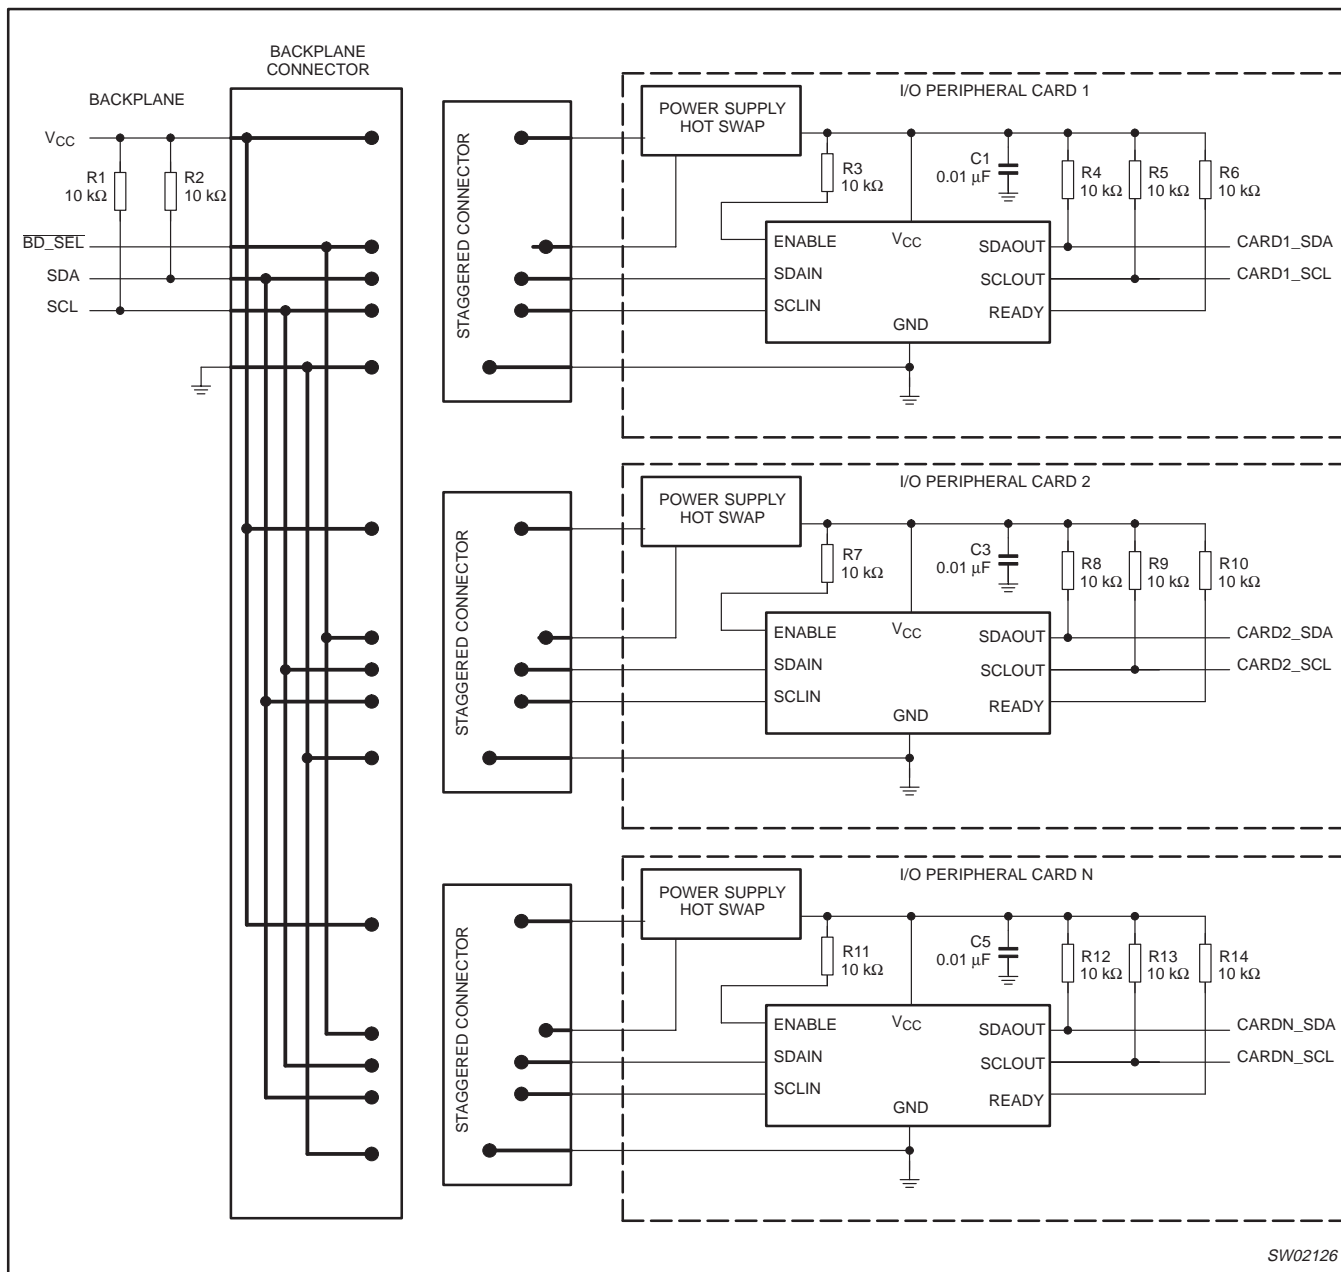 BACKPLANE
CONNECTOR
BACKPLANE
VCC
R1
10 kΩ
R2
10 kΩ
BD_SEL
SDA
SCL
STAGGERED CONNECTOR
I/O PERIPHERAL CARD 1
POWER SUPPLY
HOT SWAP
R3
10 kΩ
C1
0.01 µF
R4
10 kΩ
R5
10 kΩ
R6
10 kΩ
ENABLE
VCC
SDAOUT
CARD1_SDA
SDAIN
SCLOUT
CARD1_SCL
SCLIN
READY
GND
STAGGERED CONNECTOR
I/O PERIPHERAL CARD 2
POWER SUPPLY
HOT SWAP
R7
10 kΩ
C3
0.01 µF
R8
10 kΩ
R9
10 kΩ
R10
10 kΩ
ENABLE
VCC
SDAOUT
CARD2_SDA
SDAIN
SCLOUT
CARD2_SCL
SCLIN
READY
GND
STAGGERED CONNECTOR
I/O PERIPHERAL CARD N
POWER SUPPLY
HOT SWAP
R11
10 kΩ
C5
0.01 µF
R12
10 kΩ
R13
10 kΩ
R14
10 kΩ
ENABLE
VCC
SDAOUT
CARDN_SDA
SDAIN
SCLOUT
CARDN_SCL
SCLIN
READY
GND
SW02126